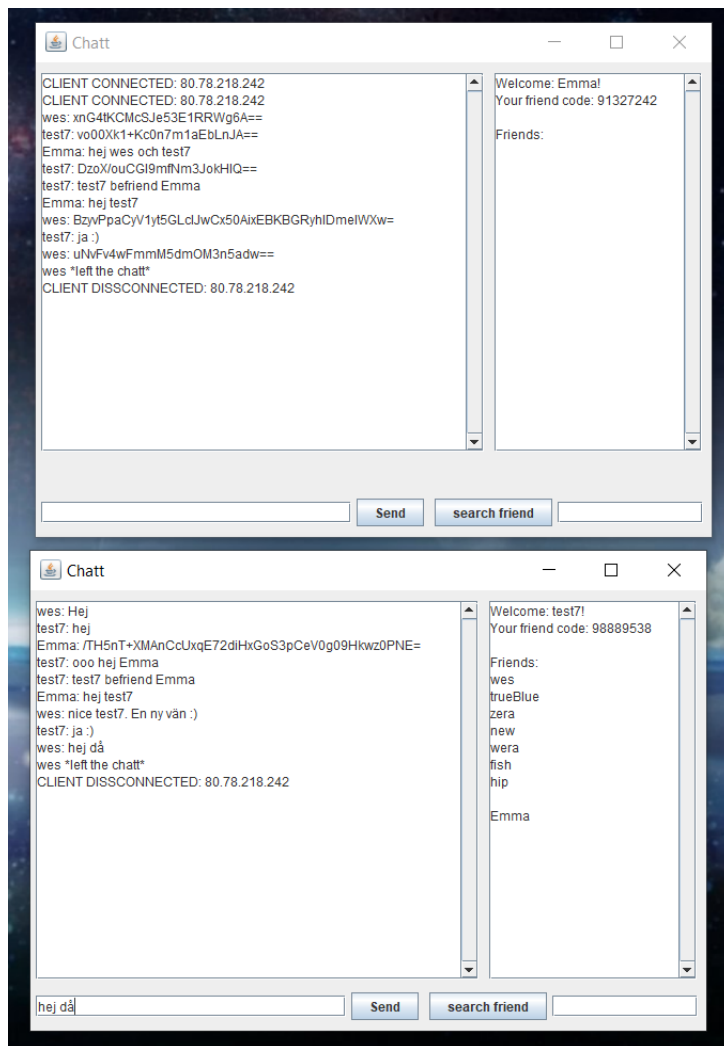 Chatt
CLIENT CONNECTED: 80.78.218.242
CLIENT CONNECTED: 80.78.218.242
wes: xnG4tKCMcSJe53E1RRWg6A==
test7: vo00Xk1+Kc0n7m1aEbLnJA==
Emma: hej wes och test7
test7: DzoX/ouCGI9mfNm3JokHIQ==
test7: test7 befriend Emma
Emma: hej test7
wes: BzyvPpaCyV1yt5GLclJwCx50AixEBKBGRyhIDmeIWXw=
test7: ja :)
wes: uNvFv4wFmmM5dmOM3n5adw==
wes *left the chatt*
CLIENT DISSCONNECTED: 80.78.218.242
Welcome: Emma!
Your friend code: 91327242
Friends:
Send
search friend
Chatt
wes: Hej
test7: hej
Emma: /TH5nT+XMAnCcUxqE72diHxGoS3pCeV0g09Hkwz0PNE=
test7: ooo hej Emma
test7: test7 befriend Emma
Emma: hej test7
wes: nice test7. En ny vän :)
test7: ja :)
wes: hej då
wes *left the chatt*
CLIENT DISSCONNECTED: 80.78.218.242
Welcome: test7!
Your friend code: 98889538
Friends:
wes
trueBlue
zera
new
wera
fish
hip
Emma
hej då
Send
search friend